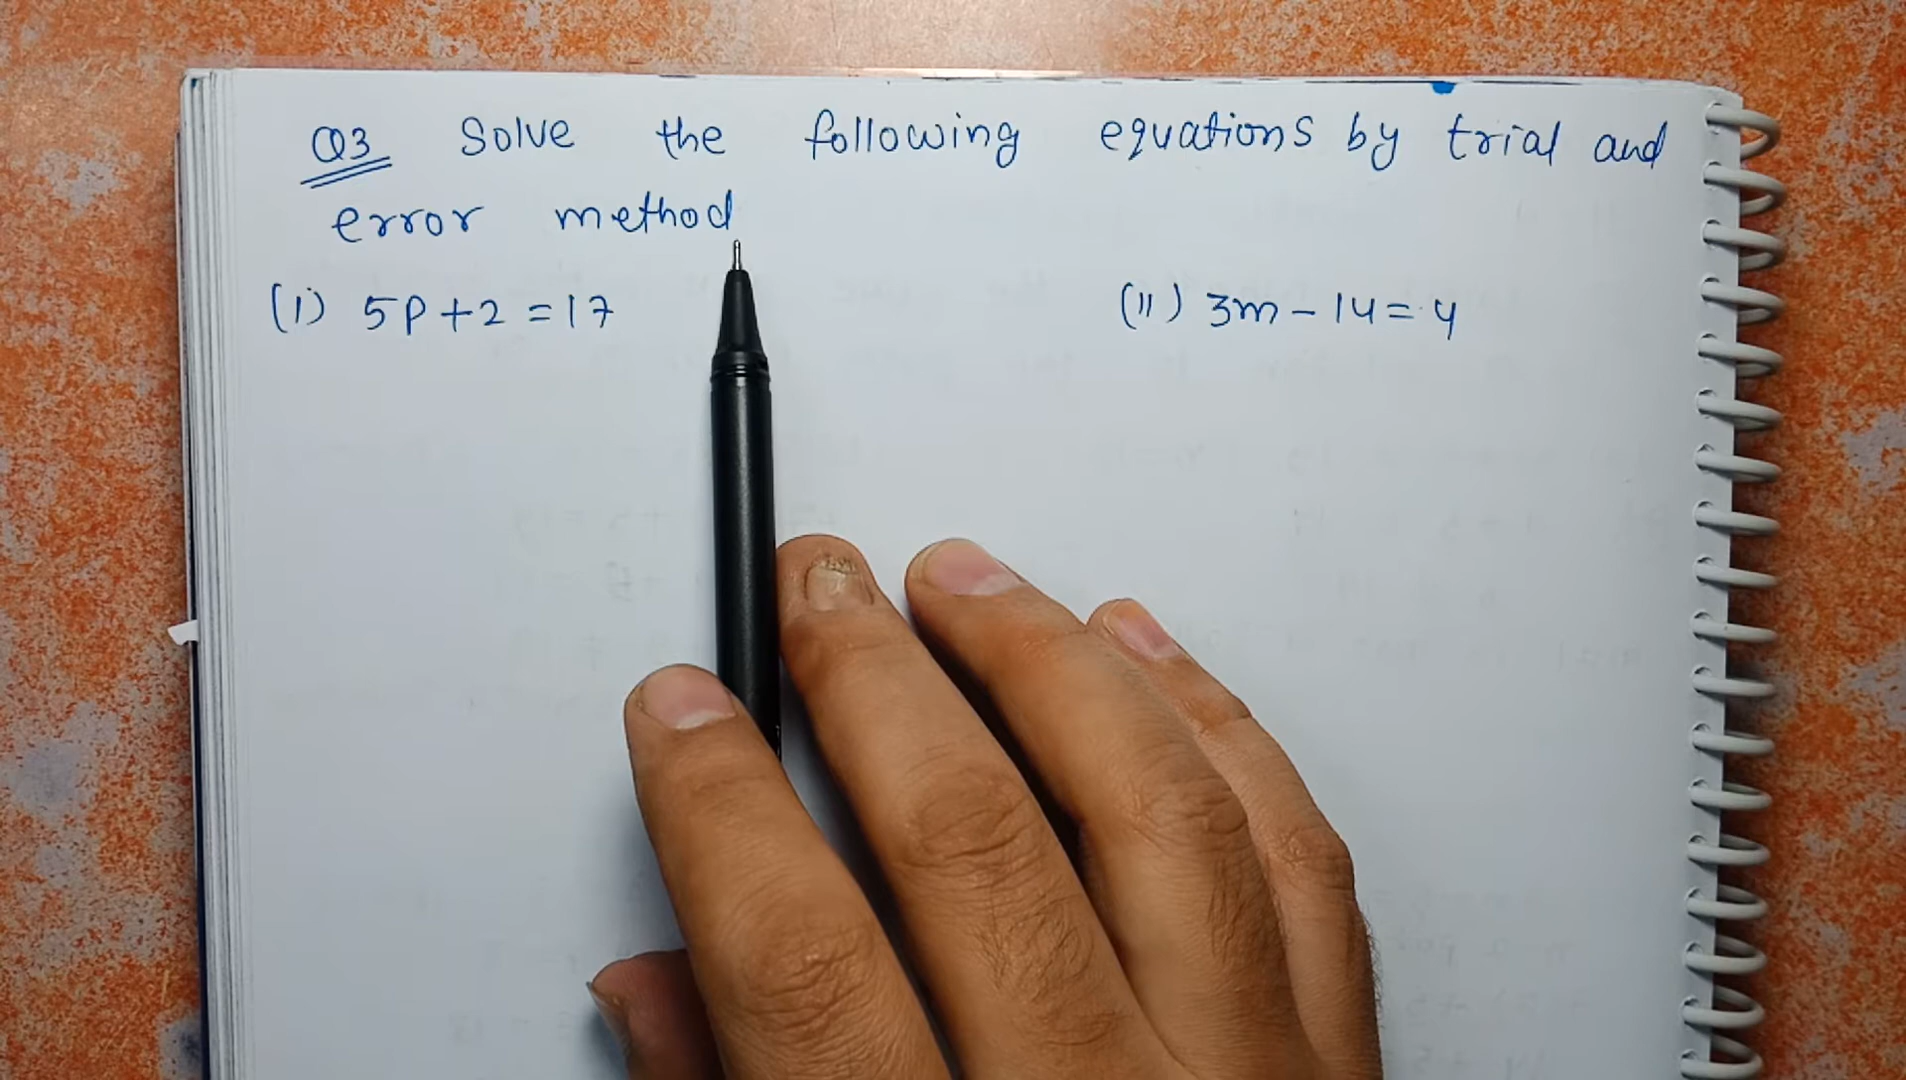 Q3 Solve the following equations by trial and
error method
(i) 5p+2=17 (ii) 3m-14=4